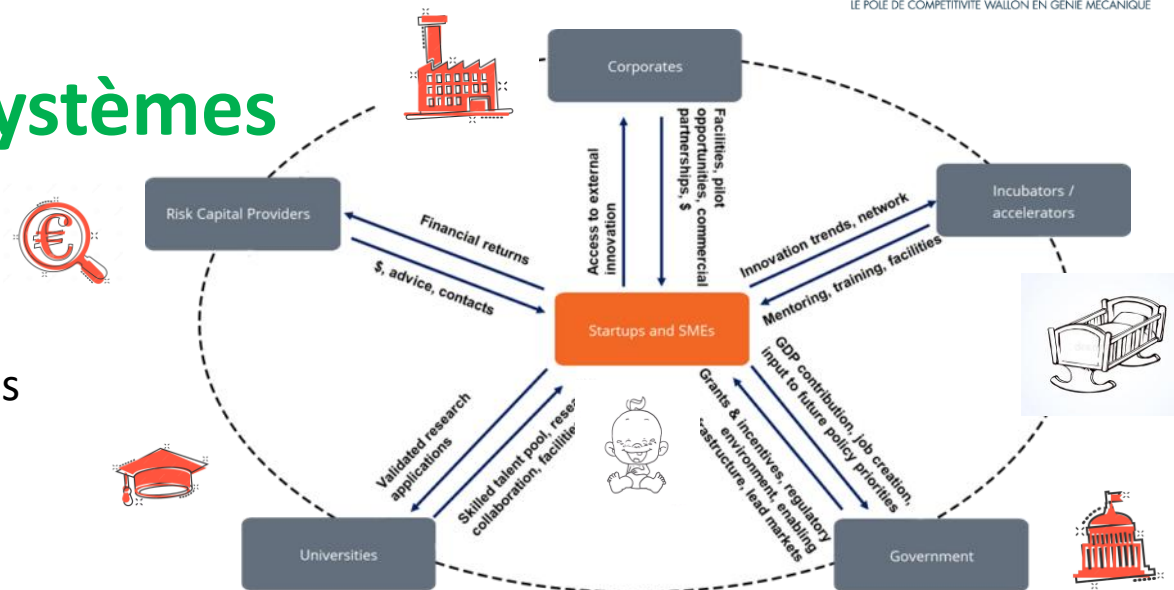 LE PÔLE DE COMPÉTITIVITÉ WALLON EN GÉNIE MÉCANIQUE
ystèmes
s
Corporates
Risk Capital Providers
Incubators /
accelerators
Startups and SMEs
Universities
Government
Financial returns
$, advice, contacts
Access to external
innovation
Facilities, pilot
opportunities, commercial
partnerships, $
Innovation trends, network
Mentoring, training, facilities
Validated research
applications
Skilled talent pool,
collaboration,
GDP contribution, job creation,
input to future policy priorities
Grants & incentives, regulatory
environment, enabling
lead markets